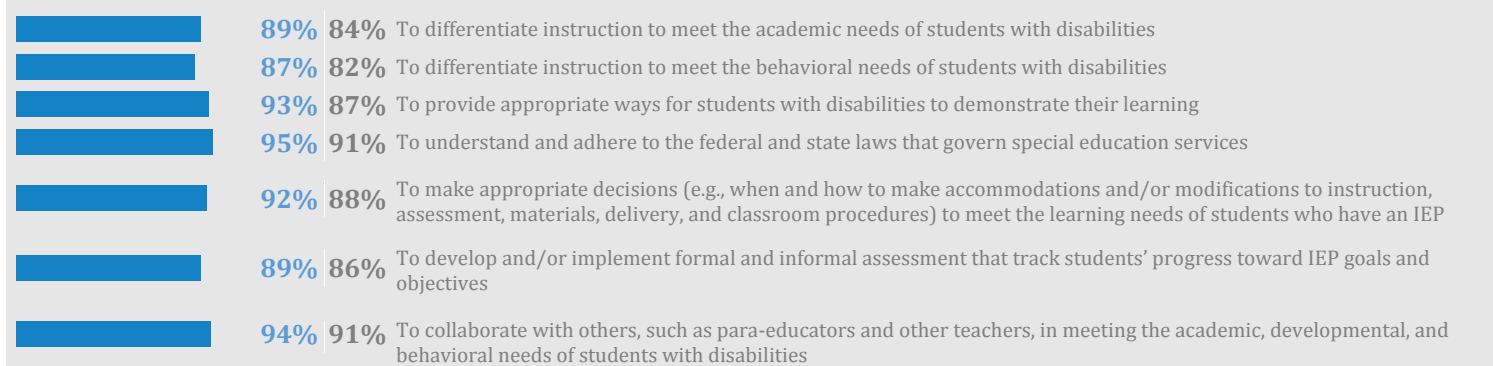 89% 84% To differentiate instruction to meet the academic needs of students with disabilities
87% 82% To differentiate instruction to meet the behavioral needs of students with disabilities
93% 87% To provide appropriate ways for students with disabilities to demonstrate their learning
95% 91% To understand and adhere to the federal and state laws that govern special education services
92% 88% To make appropriate decisions (e.g., when and how to make accommodations and/or modifications to instruction,
assessment, materials, delivery, and classroom procedures) to meet the learning needs of students who have an IEP
89% 86% To develop and/or implement formal and informal assessment that track students’ progress toward IEP goals and
objectives
94% 91% To collaborate with others, such as para-educators and other teachers, in meeting the academic, developmental, and
behavioral needs of students with disabilities